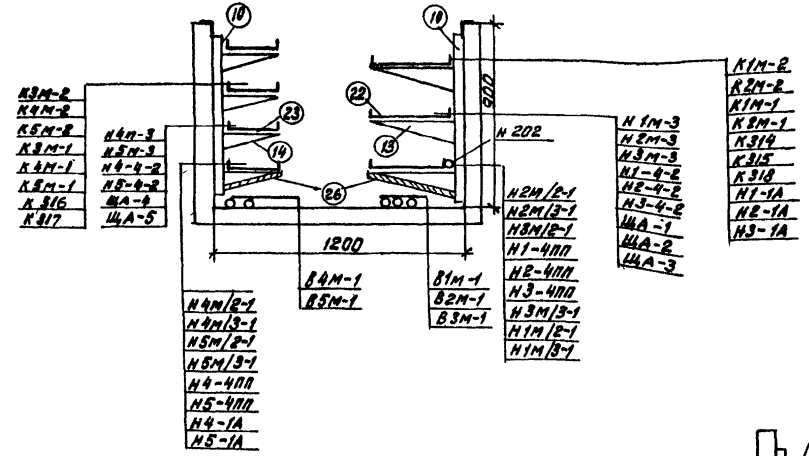 10
10
К3М-2
К4М-2
К5М-2
К3М-1
К4М-1
К5М-1
К316
К317
Н4П-3
Н5М-3
Н4-4-2
Н5-4-2
ЩА-4
ЩА-5
23
14
26
22
13
Н 202
900
1200
К1М-2
К2М-2
К1М-1
К2М-1
К314
К315
К318
Н1-1А
Н2-1А
Н3-1А
Н1М-3
Н2М-3
Н3М-3
Н1-4-2
Н2-4-2
Н3-4-2
ЩА-1
ЩА-2
ЩА-3
Н2М/2-1
Н2М/3-1
Н3М/2-1
Н1-4ПП
Н2-4ПП
Н3-4ПП
Н3М/3-1
Н1М/2-1
Н1М/3-1
В4М-1
В5М-1
В1М-1
В2М-1
В3М-1
Н4М/2-1
Н4М/3-1
Н5М/2-1
Н5М/3-1
Н4-4ПП
Н5-4ПП
Н4-1А
Н5-1А